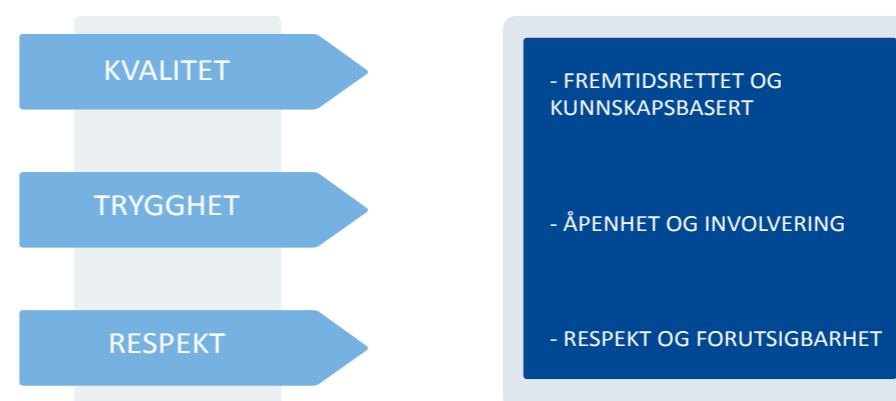 KVALITET
- FREMTIDSRETTET OG
KUNNSKAPSBASERT
TRYGGHET
- ÅPENHET OG INVOLVERING
RESPEKT
- RESPEKT OG FORUTSIGBARHET